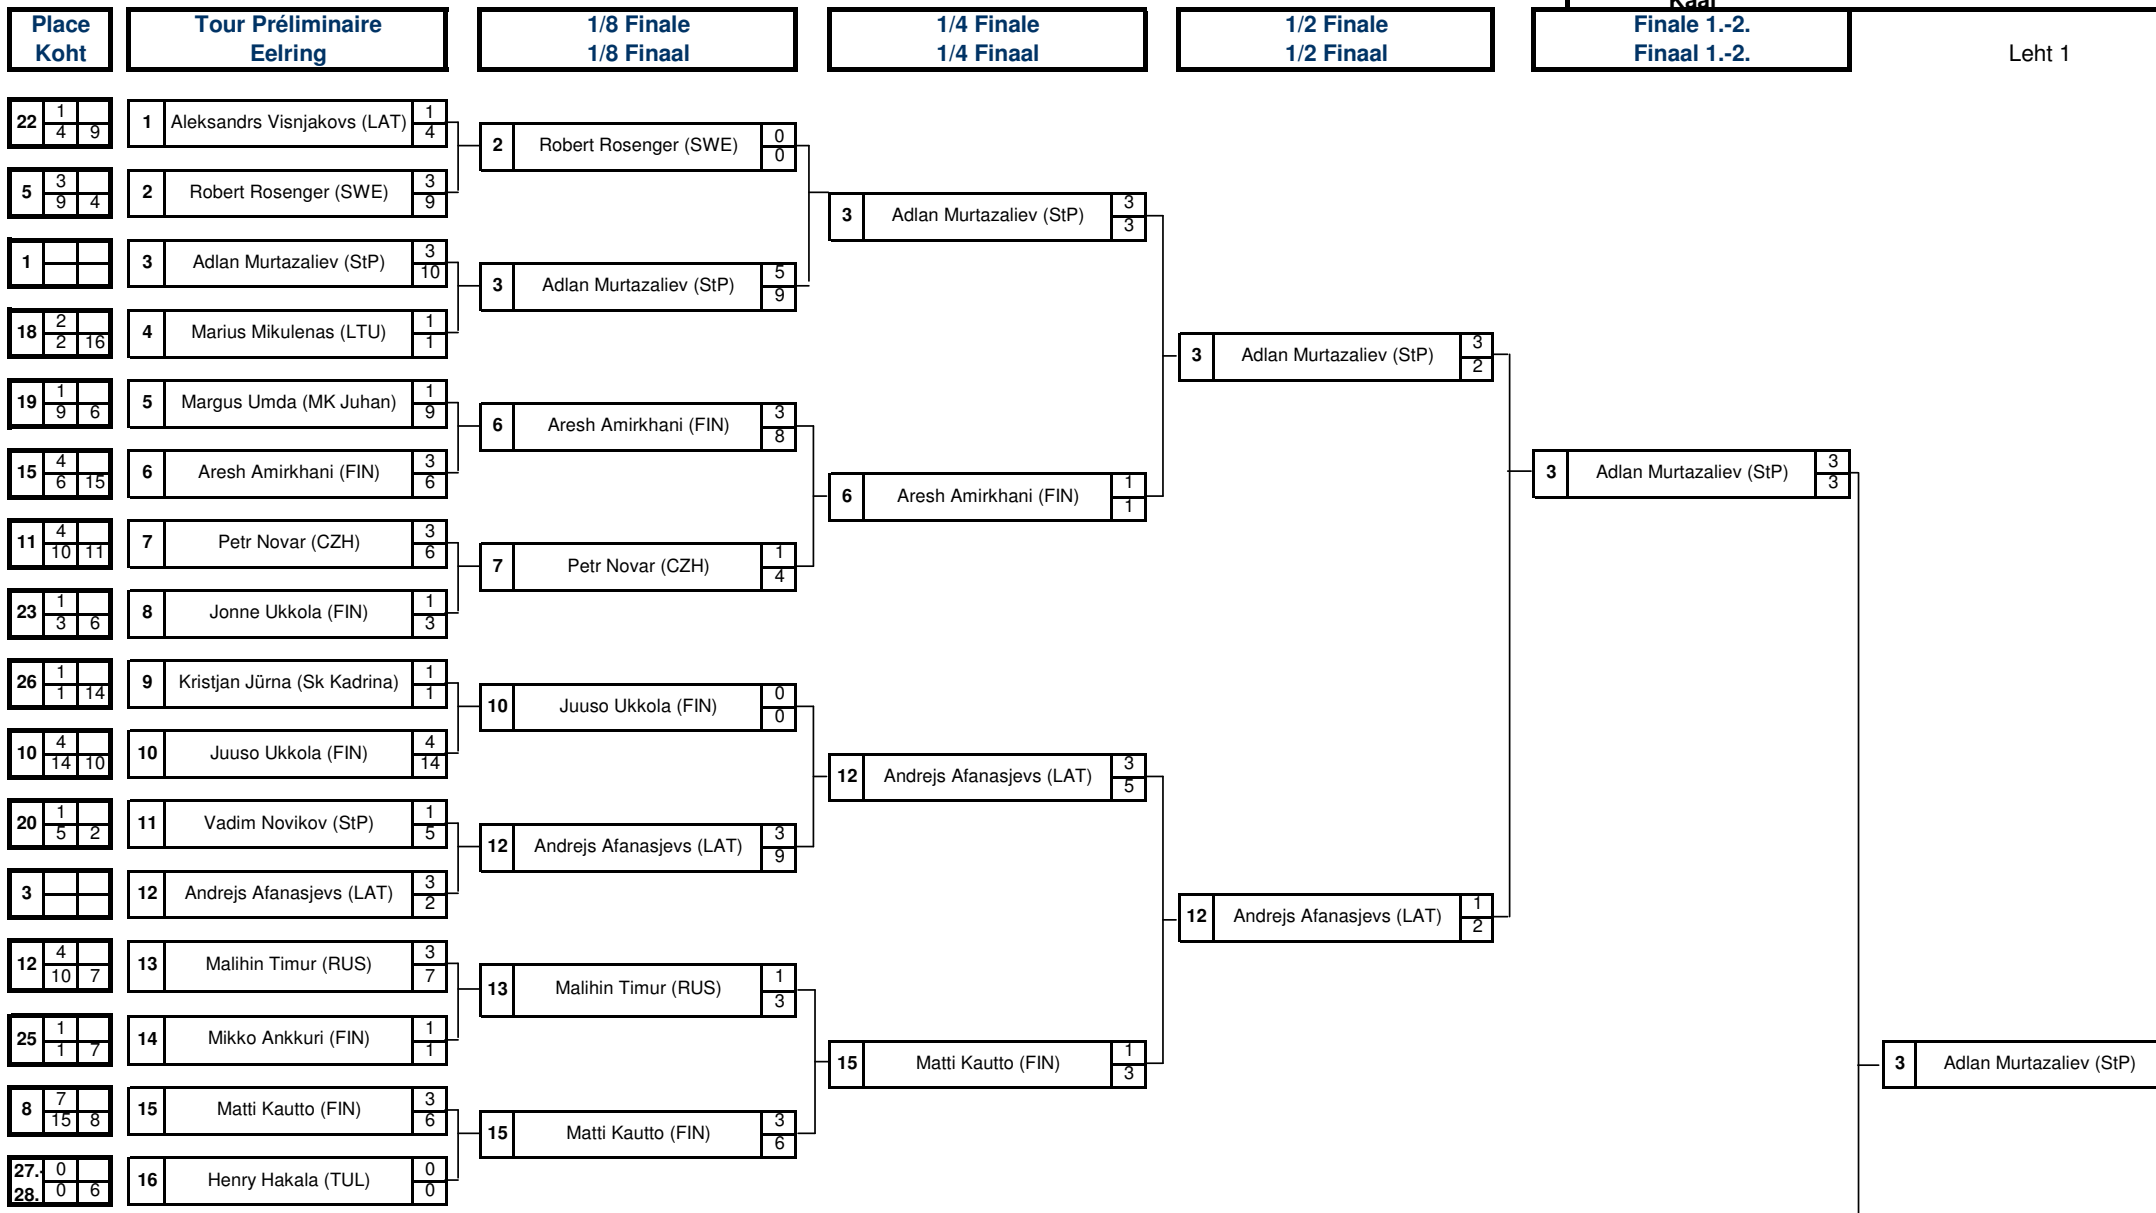 Kaal
Place Tour Préliminaire 1/8 Finale 1/4 Finale 1/2 Finale Finale 1.-2.
Koht Eelring 1/8 Finaal 1/4 Finaal 1/2 Finaal Finaal 1.-2. Leht 1
22 1 4 9 1 Aleksandrs Visnjakovs (LAT) 1 4
2 Robert Rosenger (SWE) 0 0
5 3 9 4 2 Robert Rosenger (SWE) 3 9
3 Adlan Murtazaliev (StP) 3 3
1 3 Adlan Murtazaliev (StP) 3 10
3 Adlan Murtazaliev (StP) 5 9
18 2 2 16 4 Marius Mikulenas (LTU) 1 1
3 Adlan Murtazaliev (StP) 3 2
19 1 9 6 5 Margus Umda (MK Juhan) 1 9
6 Aresh Amirkhani (FIN) 3 8
15 4 6 15 6 Aresh Amirkhani (FIN) 3 6
3 Adlan Murtazaliev (StP) 3 3
6 Aresh Amirkhani (FIN) 1 1
11 4 10 11 7 Petr Novar (CZH) 3 6
7 Petr Novar (CZH) 1 4
23 1 3 6 8 Jonne Ukkola (FIN) 1 3
26 1 1 14 9 Kristjan Jürna (Sk Kadrina) 1 1
10 Juuso Ukkola (FIN) 0 0
10 4 14 10 10 Juuso Ukkola (FIN) 4 14
12 Andrejs Afanasjevs (LAT) 3 5
20 1 5 2 11 Vadim Novikov (StP) 1 5
12 Andrejs Afanasjevs (LAT) 3 9
3 12 Andrejs Afanasjevs (LAT) 3 2
12 Andrejs Afanasjevs (LAT) 1 2
12 4 10 7 13 Malihin Timur (RUS) 3 7
13 Malihin Timur (RUS) 1 3
25 1 1 7 14 Mikko Ankkuri (FIN) 1 1
15 Matti Kautto (FIN) 1 3
3 Adlan Murtazaliev (StP)
8 7 15 8 15 Matti Kautto (FIN) 3 6
15 Matti Kautto (FIN) 3 6
27.- 28. 0 0 6 16 Henry Hakala (TUL) 0 0